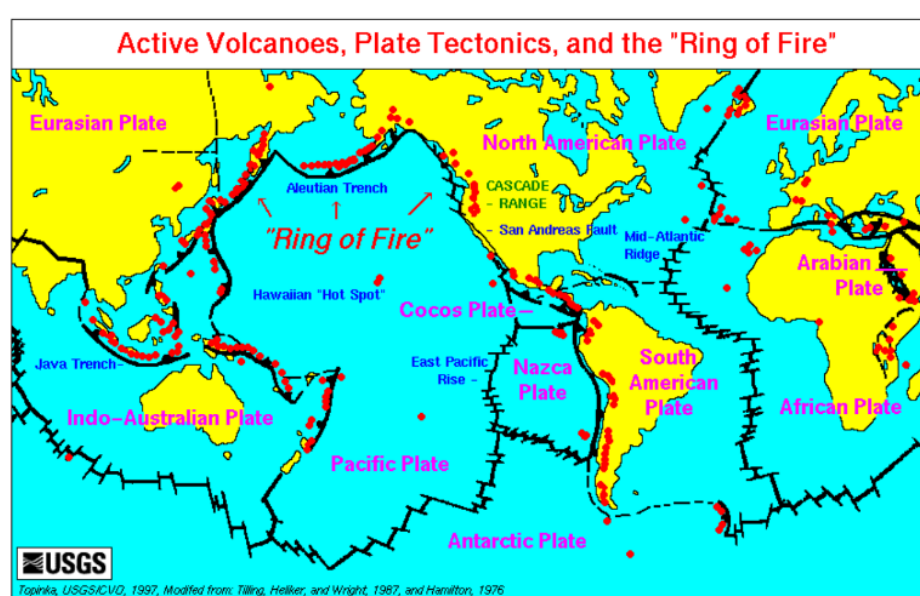 Active Volcanoes, Plate Tectonics, and the "Ring of Fire"
Eurasian Plate
North American Plate
Eurasian Plate
Aleutian Trench
CASCADE
- RANGE
"Ring of Fire"
- San Andreas Fault
Mid-Atlantic
Ridge
Arabian
Plate
Hawaiian "Hot Spot"
Cocos Plate
Java Trench-
East Pacific
Rise -
Nazca
Plate
South
American
Plate
Indo-Australian Plate
African Plate
Pacific Plate
Antarctic Plate
USGS
Topinka, USGS/CVO, 1997, Modified from: Tilling, Heliker, and Wright, 1987, and Hamilton, 1976